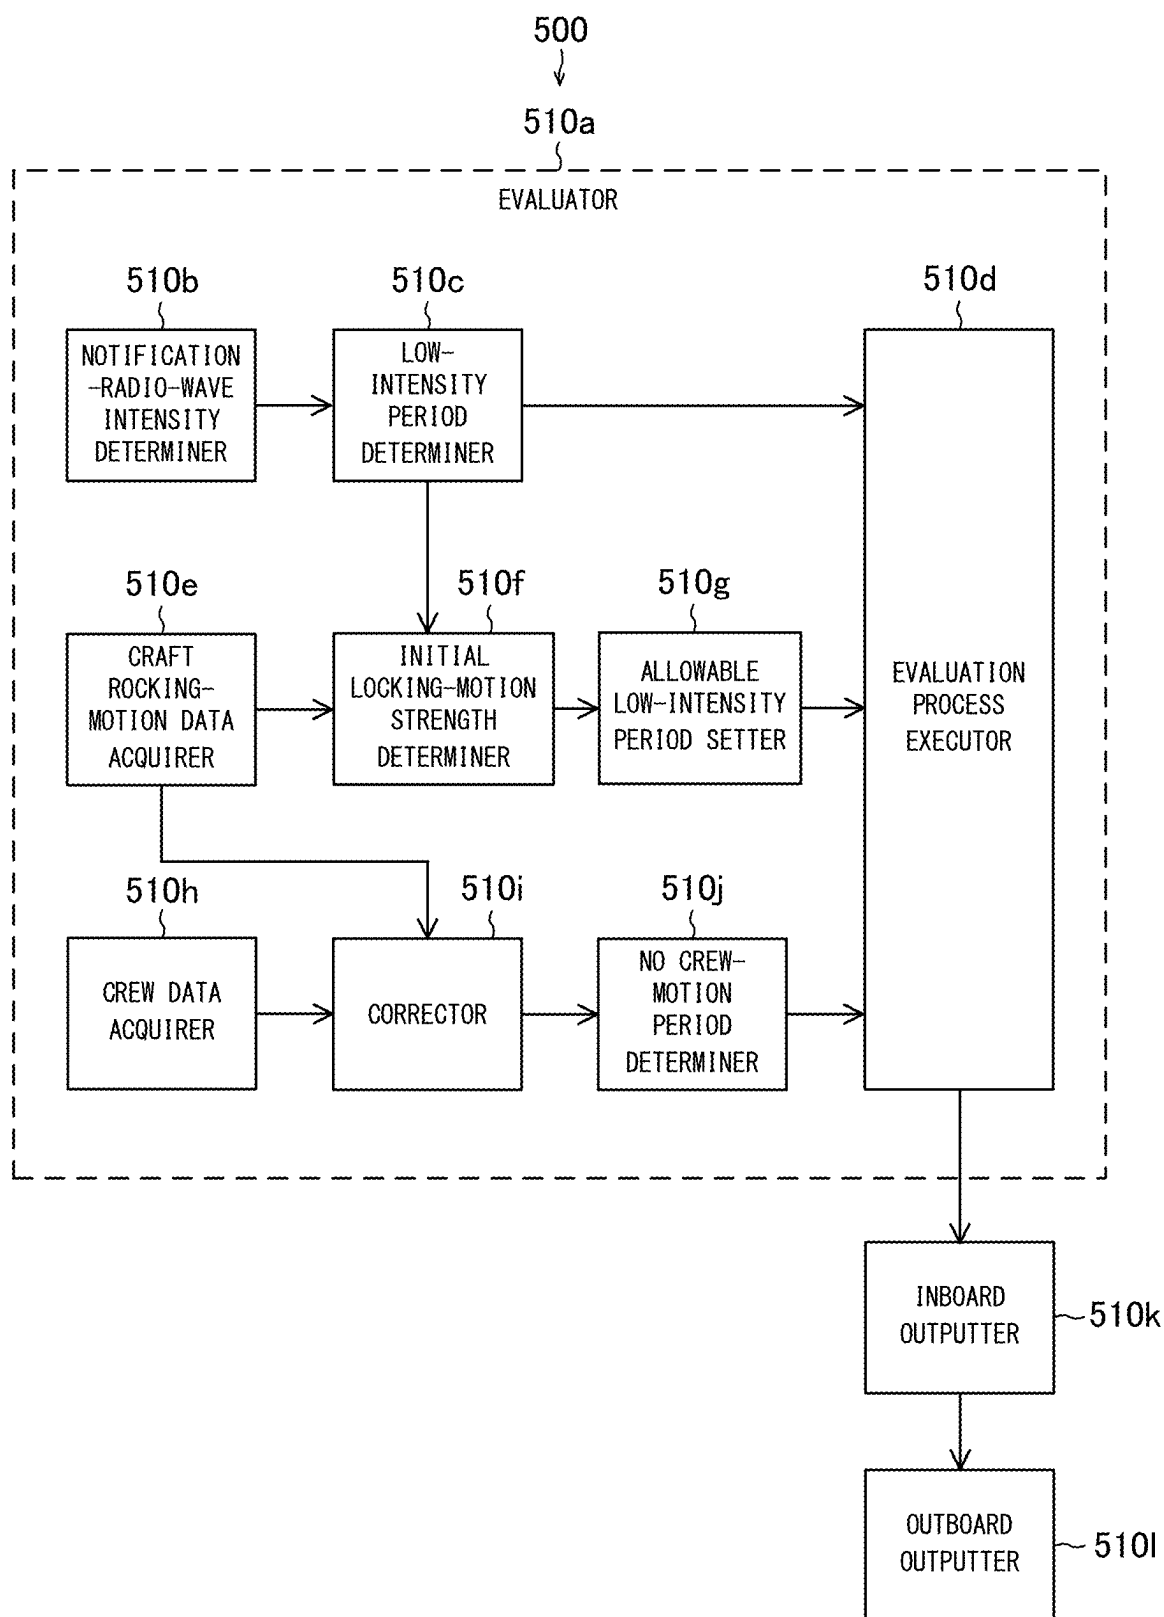 500
510a
EVALUATOR
510b
510c
510d
NOTIFICATION
-RADIO-WAVE
INTENSITY
DETERMINER
LOW-
INTENSITY
PERIOD
DETERMINER
510e
510f
510g
CRAFT
ROCKING-
MOTION DATA
ACQUIRER
INITIAL
LOCKING-MOTION
STRENGTH
DETERMINER
ALLOWABLE
LOW-INTENSITY
PERIOD SETTER
EVALUATION
PROCESS
EXECUTOR
510h
510i
510j
CREW DATA
ACQUIRER
CORRECTOR
NO CREW-
MOTION
PERIOD
DETERMINER
INBOARD
OUTPUTTER
510k
OUTBOARD
OUTPUTTER
510l